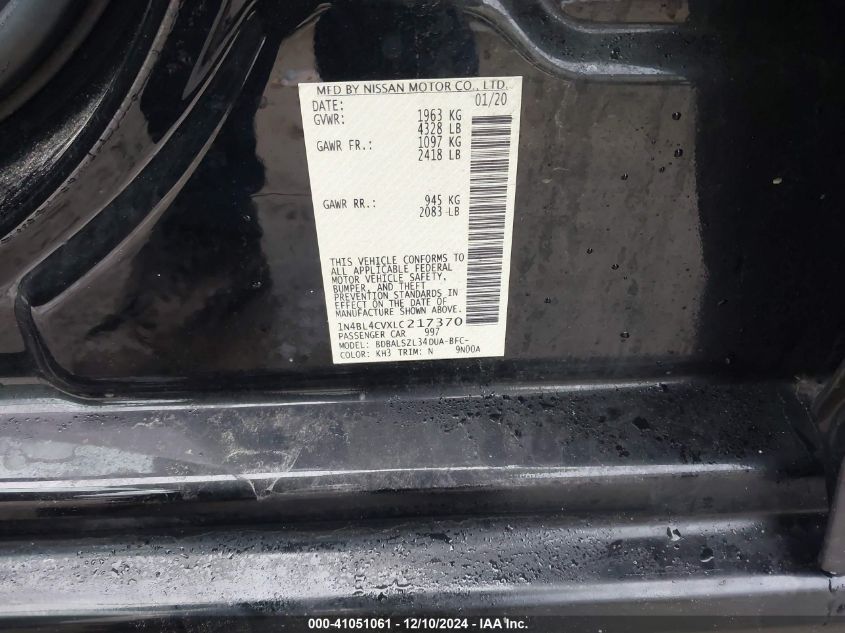 MFD BY NISSAN MOTOR CO., LTD.
DATE: 01/20
GVWR: 1963 KG
4328 LB
GAWR FR.: 1097 KG
2418 LB
GAWR RR.: 945 KG
2083 LB
THIS VEHICLE CONFORMS TO
ALL APPLICABLE FEDERAL
MOTOR VEHICLE SAFETY,
BUMPER, AND THEFT
PREVENTION STANDARDS IN
EFFECT ON THE DATE OF
MANUFACTURE SHOWN ABOVE.
1N4BL4CVXLC217370
PASSENGER CAR 997
MODEL: BDBALSZL34DUA-BFC-
COLOR: KH3 TRIM: N 9N00A
000-41051061 - 12/10/2024 - IAA Inc.